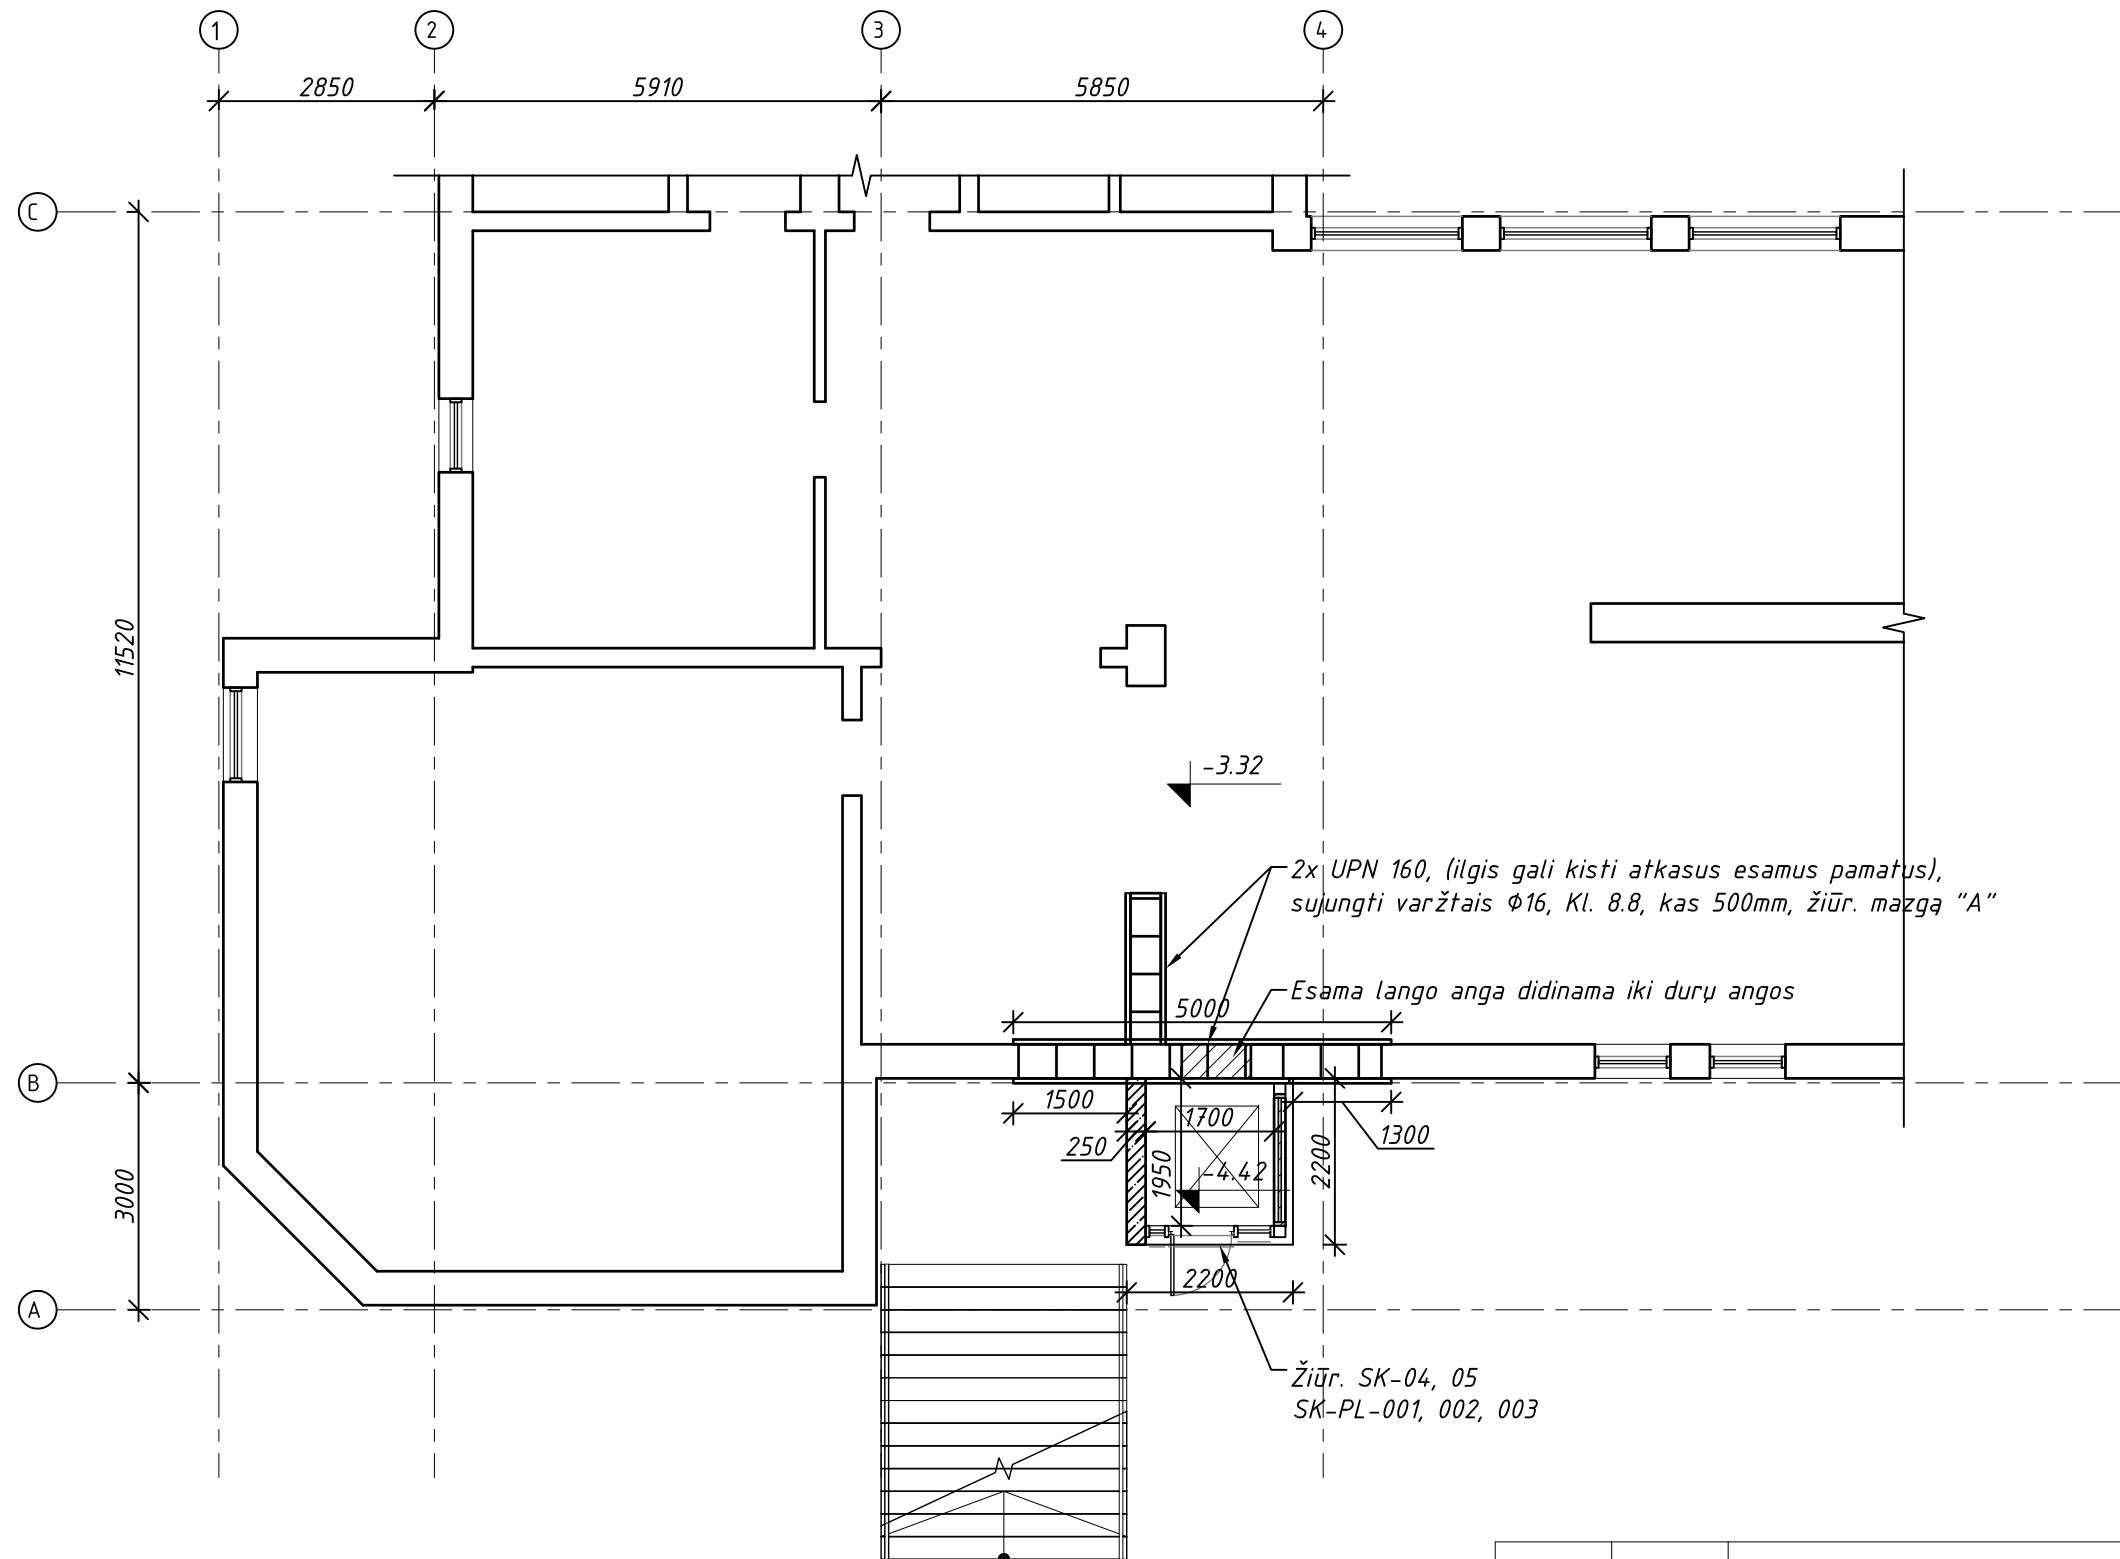 1
2
3
4
2850
5910
5850
C
11520
-3.32
2x UPN 160, (ilgis gali kisti atkasus esamus pamatus),
sujungti varžtais Φ16, Kl. 8.8, kas 500mm, žiūr. mazgą "A"
Esama lango anga didinama iki durų angos
5000
B
1500
1700
1300
250
1950
-4.42
2200
3000
2200
A
Žiūr. SK-04, 05
SK-PL-001, 002, 003